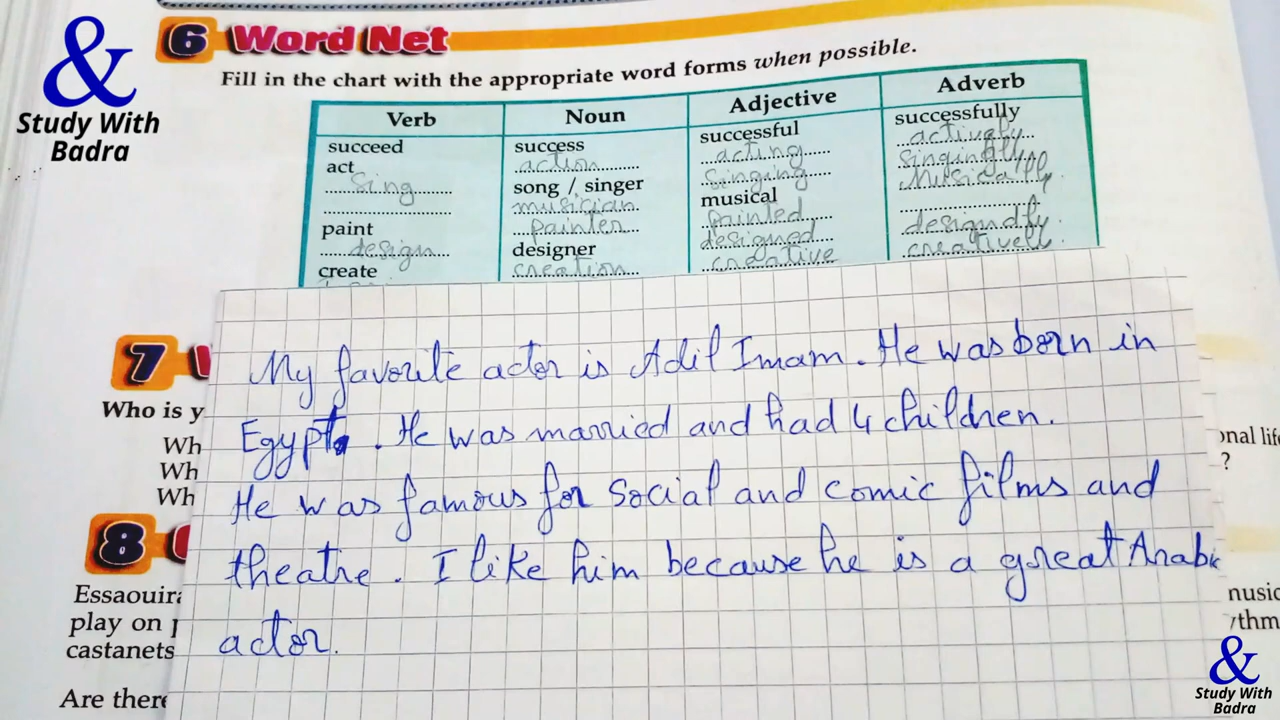 &
Study With
Badra
6 Word Net
Fill in the chart with the appropriate word forms when possible.
Verb Noun Adjective Adverb
succeed success successful successfully
act action acting actively
sing song / singer singing singingly
.................... musician musical Musically
paint painter painted ....................
design designer designed designdly
create creation creative creatively
7
Who is y
Wh
Wh
Wh
8
Essaouira
play on
castanets
Are there
My favorite actor is Adil Imam. He was born in
Egypt. He was married and had 4 children.
He was famous for social and comic films and
theatre. I like him because he is a great Arabic
actor.
onal life
?
music
ythm
&
Study With
Badra